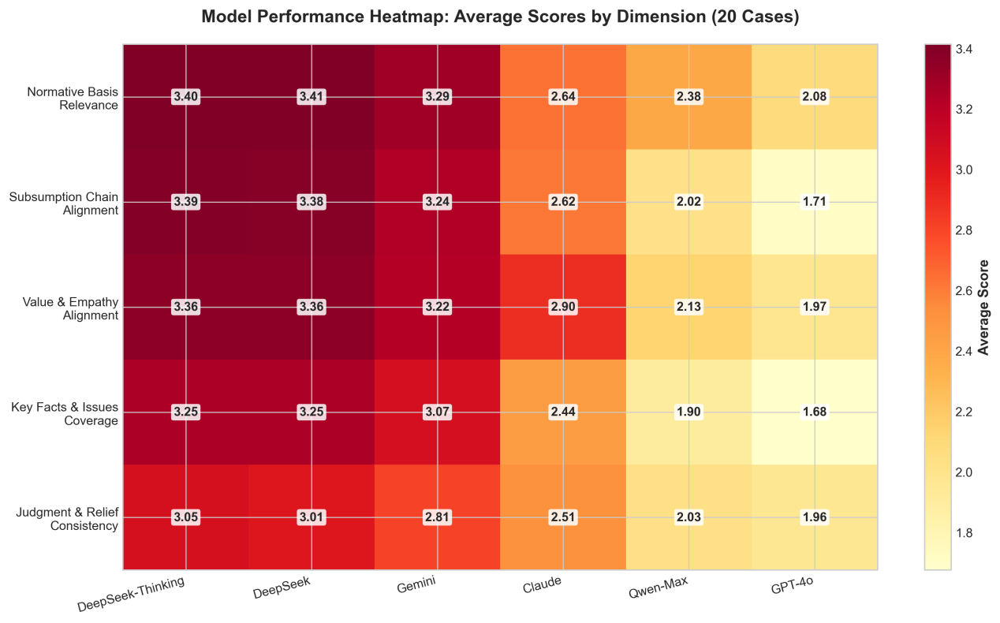 Model Performance Heatmap: Average Scores by Dimension (20 Cases)
Normative Basis
Relevance
3.40 3.41 3.29 2.64 2.38 2.08
Subsumption Chain
Alignment
3.39 3.38 3.24 2.62 2.02 1.71
Value & Empathy
Alignment
3.36 3.36 3.22 2.90 2.13 1.97
Key Facts & Issues
Coverage
3.25 3.25 3.07 2.44 1.90 1.68
Judgment & Relief
Consistency
3.05 3.01 2.81 2.51 2.03 1.96
DeepSeek-Thinking DeepSeek Gemini Claude Qwen-Max GPT-4o
3.4
3.2
3.0
2.8
2.6
2.4
2.2
2.0
1.8
Average Score